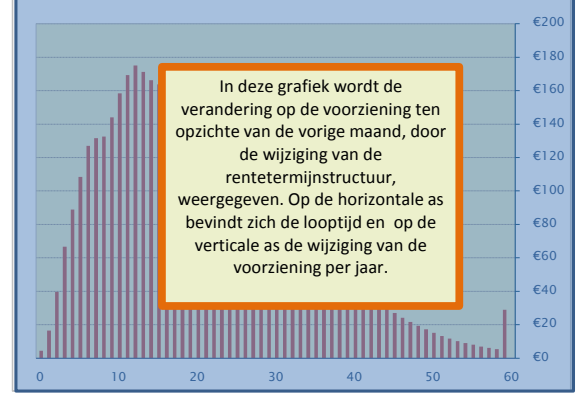 €200
€180
In deze grafiek wordt de
€160
verandering op de voorziening ten
opzichte van de vorige maand, door
€140
de wijziging van de
€120
rentetermijnstructuur,
weergegeven. Op de horizontale as
€100
bevindt zich de looptijd en op de
€80
verticale as de wijziging van de
voorziening per jaar.
€60
€40
€20
€0
0 10 20 30 40 50 60